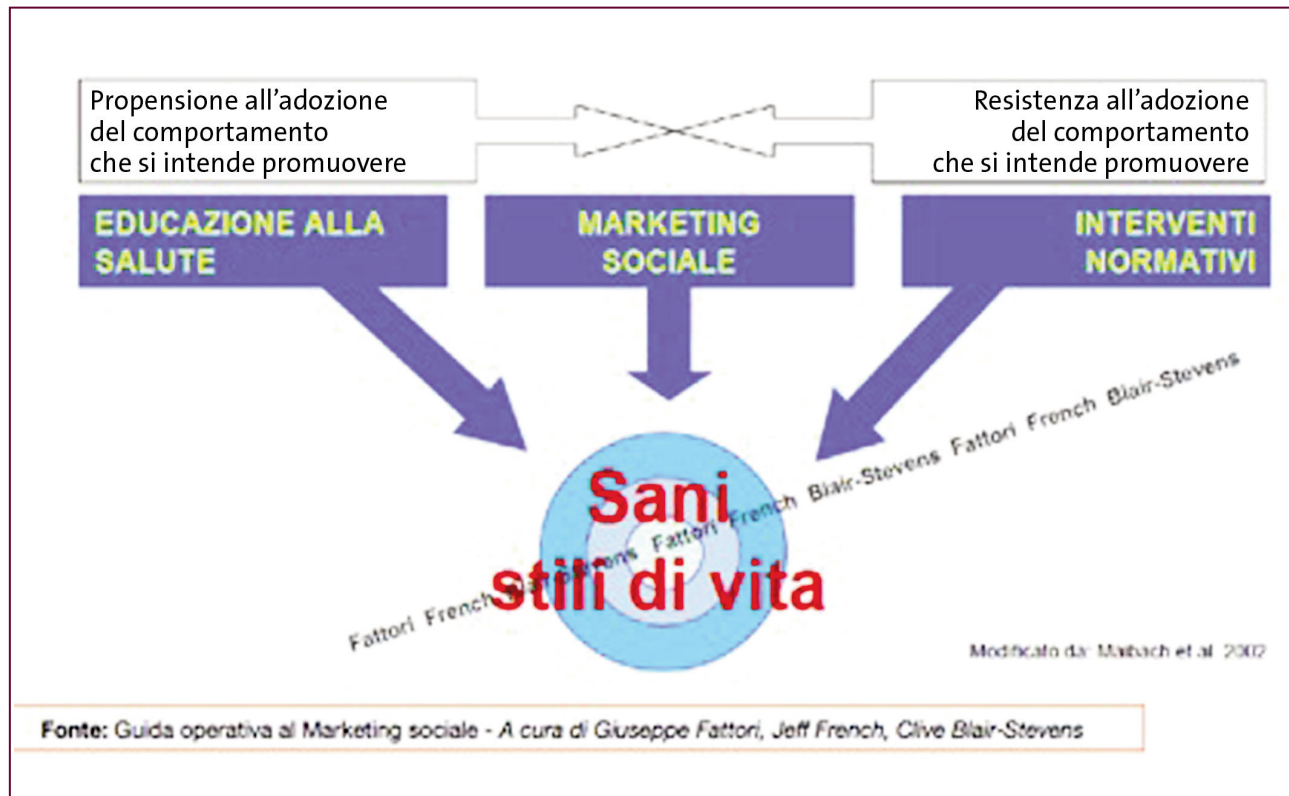 Propensione all’adozione
del comportamento
che si intende promuovere
Resistenza all’adozione
del comportamento
che si intende promuovere
EDUCAZIONE ALLA
SALUTE
MARKETING
SOCIALE
INTERVENTI
NORMATIVI
Sani
stili di vita
Fattori French Blair-Stevens Fattori French Blair-Stevens Fattori French Blair-Stevens
Modificato da: Maibach et al. 2002
Fonte: Guida operativa al Marketing sociale - A cura di Giuseppe Fattori, Jeff French, Clive Blair-Stevens